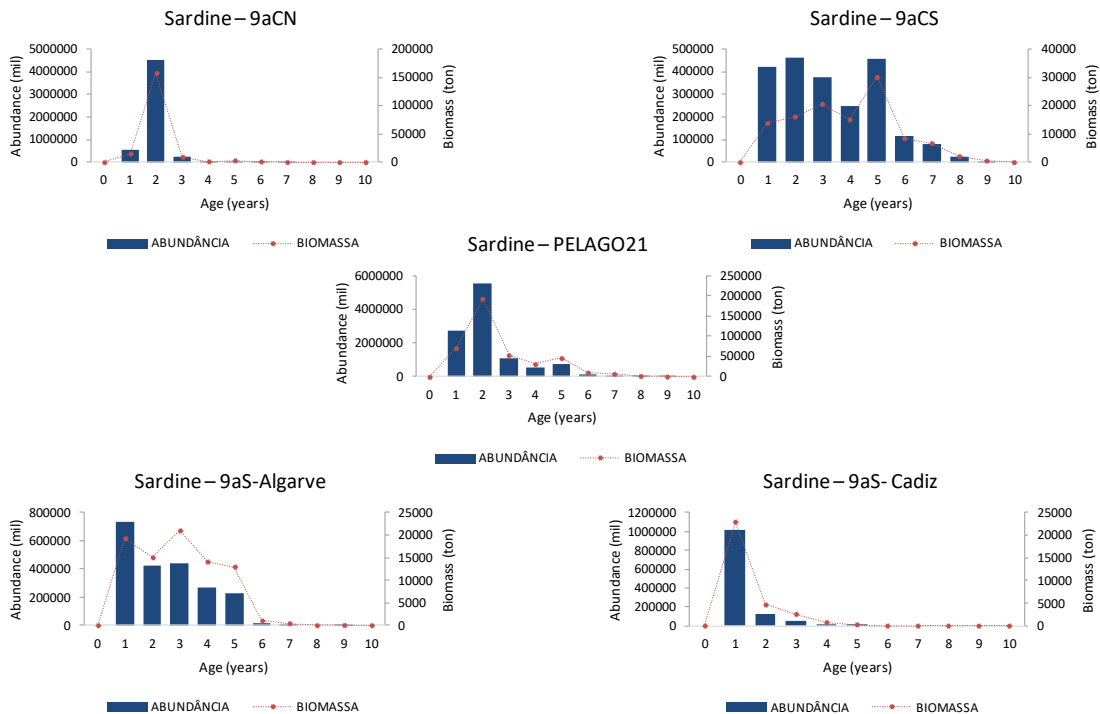 Sardine – 9aCN
Abundance (mil)
5000000
4000000
3000000
2000000
1000000
0
200000
150000
100000
50000
0
Biomass (ton)
0 1 2 3 4 5 6 7 8 9 10
Age (years)
ABUNDÂNCIA BIOMASSA
Sardine – 9aCS
Abundance (mil)
500000
400000
300000
200000
100000
0
40000
30000
20000
10000
0
Biomass (ton)
0 1 2 3 4 5 6 7 8 9 10
Age (years)
ABUNDÂNCIA BIOMASSA
Sardine – PELAGO21
Abundance (mil)
6000000
4000000
2000000
0
250000
200000
150000
100000
50000
0
Biomass (ton)
0 1 2 3 4 5 6 7 8 9 10
Age (years)
ABUNDÂNCIA BIOMASSA
Sardine – 9aS-Algarve
Abundance (mil)
800000
600000
400000
200000
0
25000
20000
15000
10000
5000
0
Biomass (ton)
0 1 2 3 4 5 6 7 8 9 10
Age (years)
ABUNDÂNCIA BIOMASSA
Sardine – 9aS- Cadiz
Abundance (mil)
1200000
1000000
800000
600000
400000
200000
0
25000
20000
15000
10000
5000
0
Biomass (ton)
0 1 2 3 4 5 6 7 8 9 10
Age (years)
ABUNDÂNCIA BIOMASSA